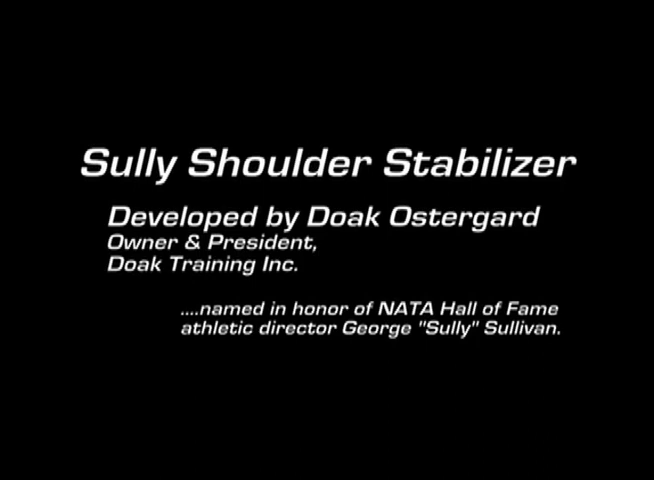 Sully Shoulder Stabilizer
Developed by Doak Ostergard
Owner & President,
Doak Training Inc.
....named in honor of NATA Hall of Fame
athletic director George "Sully" Sullivan.